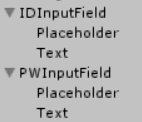 IDInputField
Placeholder
Text
PWInputField
Placeholder
Text